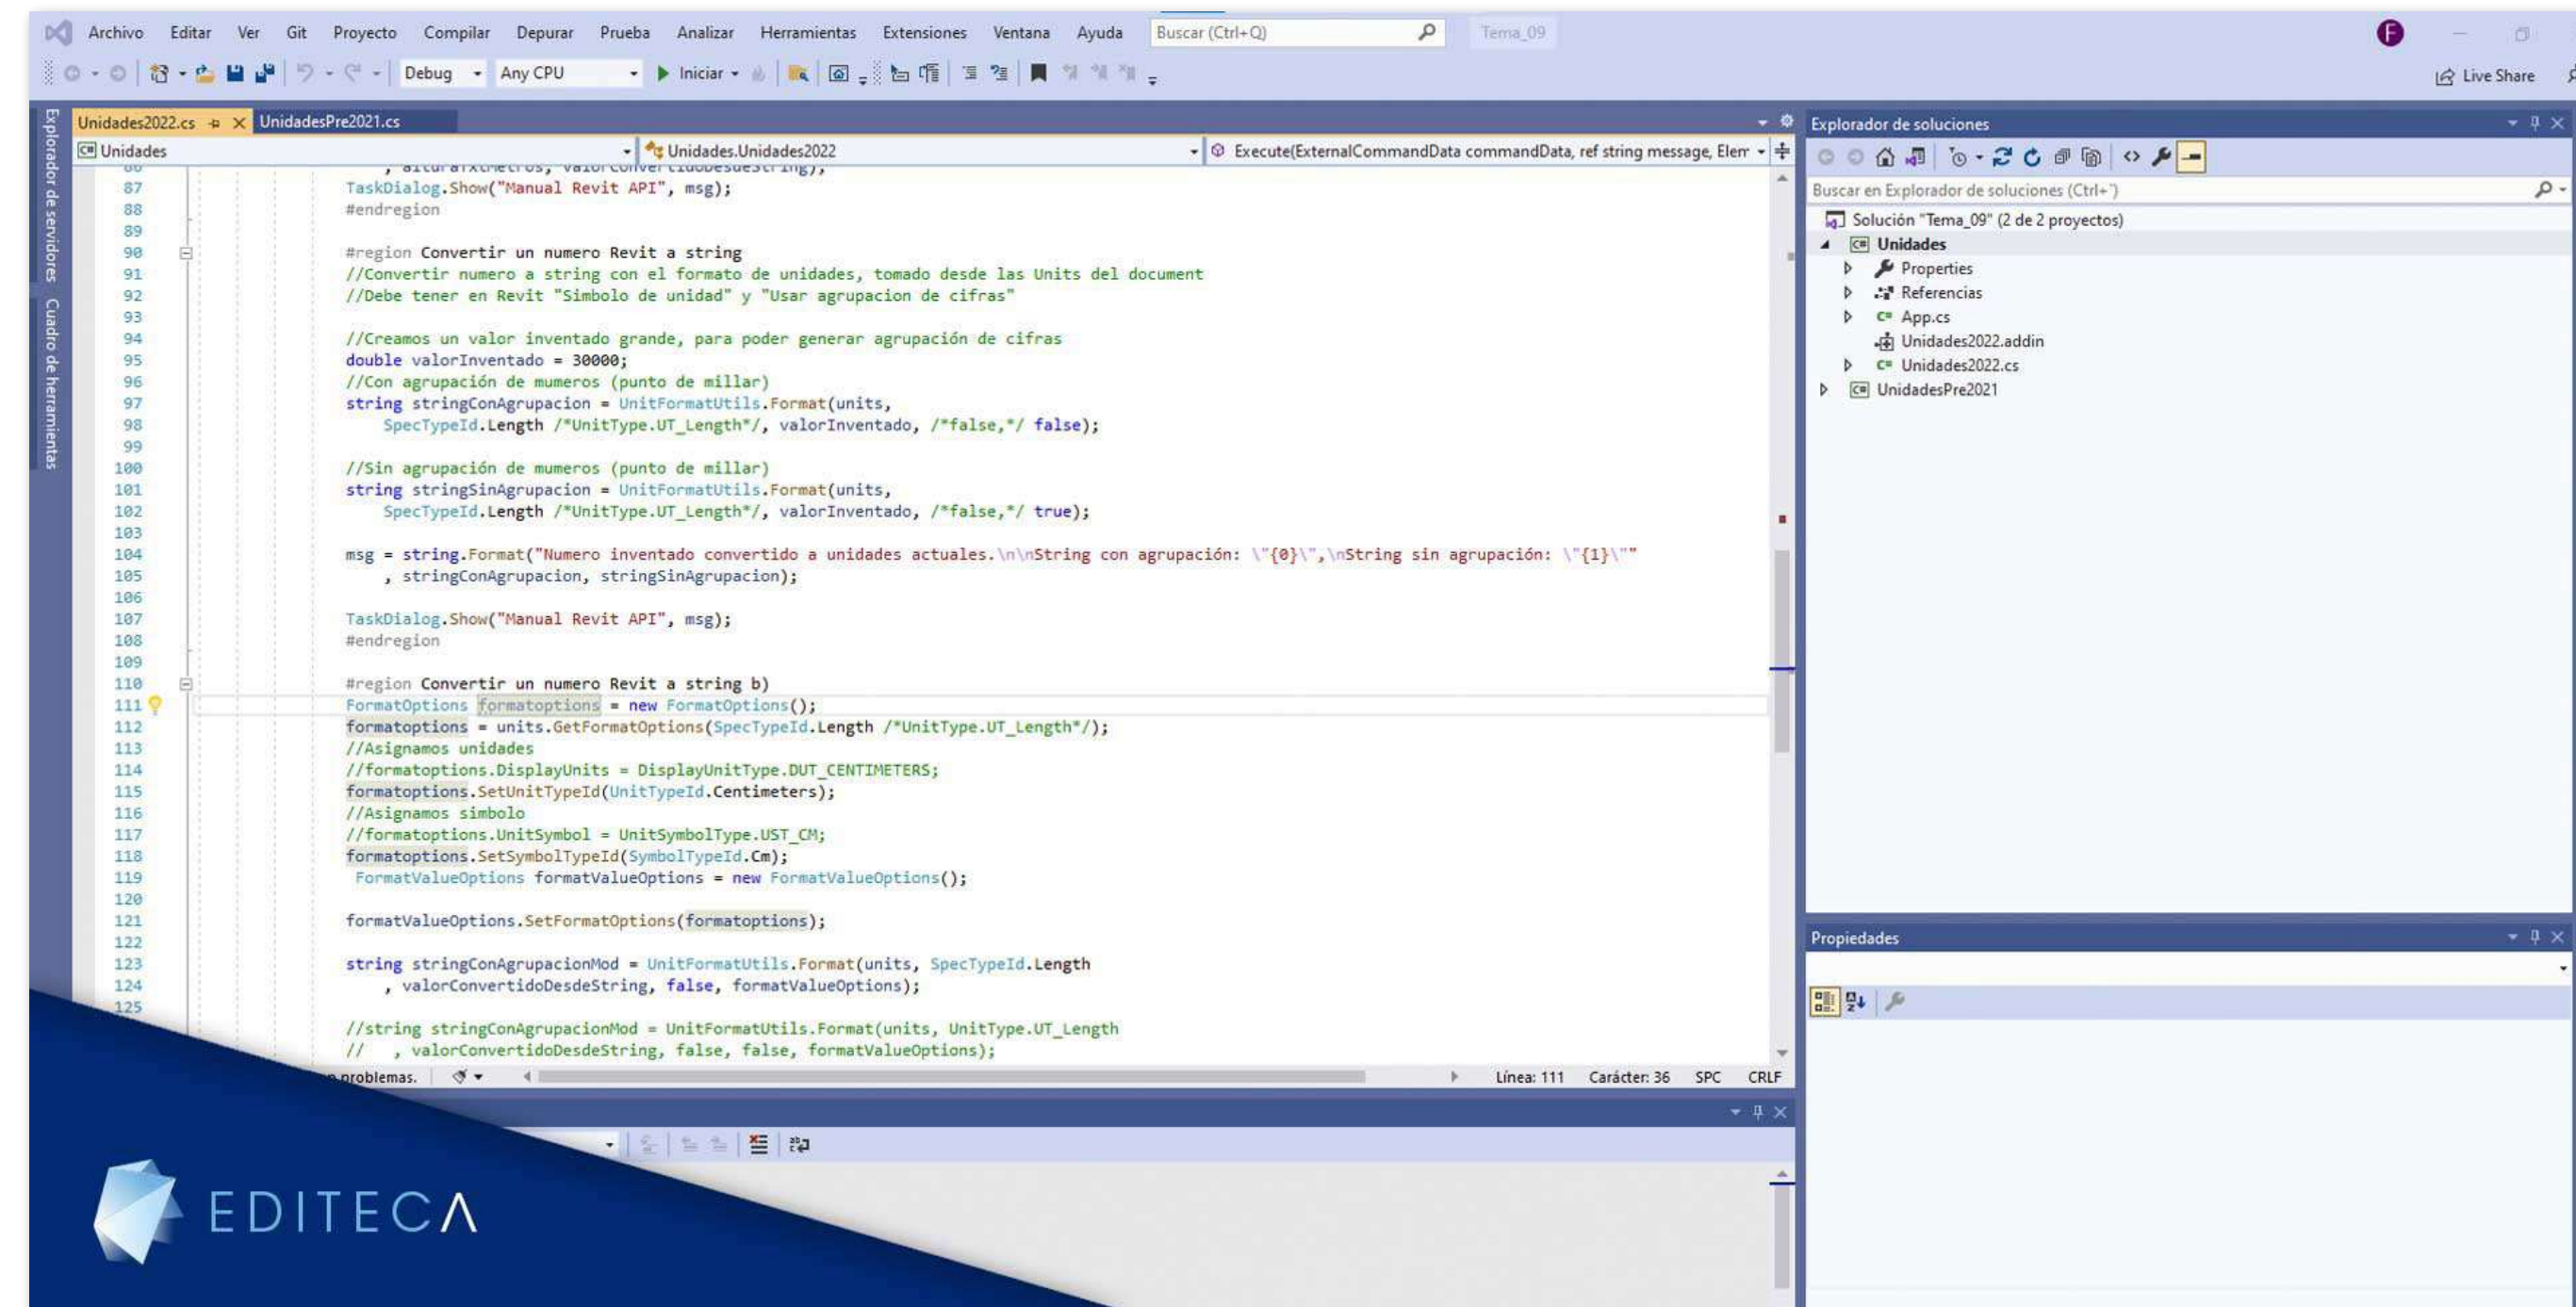 Archivo Editar Ver Git Proyecto Compilar Depurar Prueba Analizar Herramientas Extensiones Ventana Ayuda Buscar (Ctrl+Q) Tema_09 F
Debug Any CPU Iniciar Live Share
Explorador de servidores Cuadro de herramientas
Unidades2022.cs UnidadesPre2021.cs
Unidades Unidades.Unidades2022 Execute(ExternalCommandData commandData, ref string message, Elem
86 , alturaTxtMetros, valorConvertidoDesdeString);
87 TaskDialog.Show("Manual Revit API", msg);
88 #endregion
89
90 #region Convertir un numero Revit a string
91 //Convertir numero a string con el formato de unidades, tomado desde las Units del document
92 //Debe tener en Revit "Simbolo de unidad" y "Usar agrupacion de cifras"
93
94 //Creamos un valor inventado grande, para poder generar agrupación de cifras
95 double valorInventado = 30000;
96 //Con agrupación de mumeros (punto de millar)
97 string stringConAgrupacion = UnitFormatUtils.Format(units,
98 SpecTypeId.Length /*UnitType.UT_Length*/, valorInventado, /*false,*/ false);
99
100 //Sin agrupación de mumeros (punto de millar)
101 string stringSinAgrupacion = UnitFormatUtils.Format(units,
102 SpecTypeId.Length /*UnitType.UT_Length*/, valorInventado, /*false,*/ true);
103
104 msg = string.Format("Numero inventado convertido a unidades actuales.\n\nString con agrupación: \"{0}\",\nString sin agrupación: \"{1}\""
105 , stringConAgrupacion, stringSinAgrupacion);
106
107 TaskDialog.Show("Manual Revit API", msg);
108 #endregion
109
110 #region Convertir un numero Revit a string b)
111 FormatOptions formatoptions = new FormatOptions();
112 formatoptions = units.GetFormatOptions(SpecTypeId.Length /*UnitType.UT_Length*/);
113 //Asignamos unidades
114 //formatoptions.DisplayUnits = DisplayUnitType.DUT_CENTIMETERS;
115 formatoptions.SetUnitTypeId(UnitTypeId.Centimeters);
116 //Asignamos simbolo
117 //formatoptions.UnitSymbol = UnitSymbolType.UST_CM;
118 formatoptions.SetSymbolTypeId(SymbolTypeId.Cm);
119 FormatValueOptions formatValueOptions = new FormatValueOptions();
120
121 formatValueOptions.SetFormatOptions(formatoptions);
122
123 string stringConAgrupacionMod = UnitFormatUtils.Format(units, SpecTypeId.Length
124 , valorConvertidoDesdeString, false, formatValueOptions);
125
//string stringConAgrupacionMod = UnitFormatUtils.Format(units, UnitType.UT_Length
// , valorConvertidoDesdeString, false, false, formatValueOptions);
problemas. Línea: 111 Carácter: 36 SPC CRLF
Explorador de soluciones
Buscar en Explorador de soluciones (Ctrl+¨)
Solución "Tema_09" (2 de 2 proyectos)
Unidades
Properties
Referencias
App.cs
Unidades2022.addin
Unidades2022.cs
UnidadesPre2021
Propiedades
EDITECA